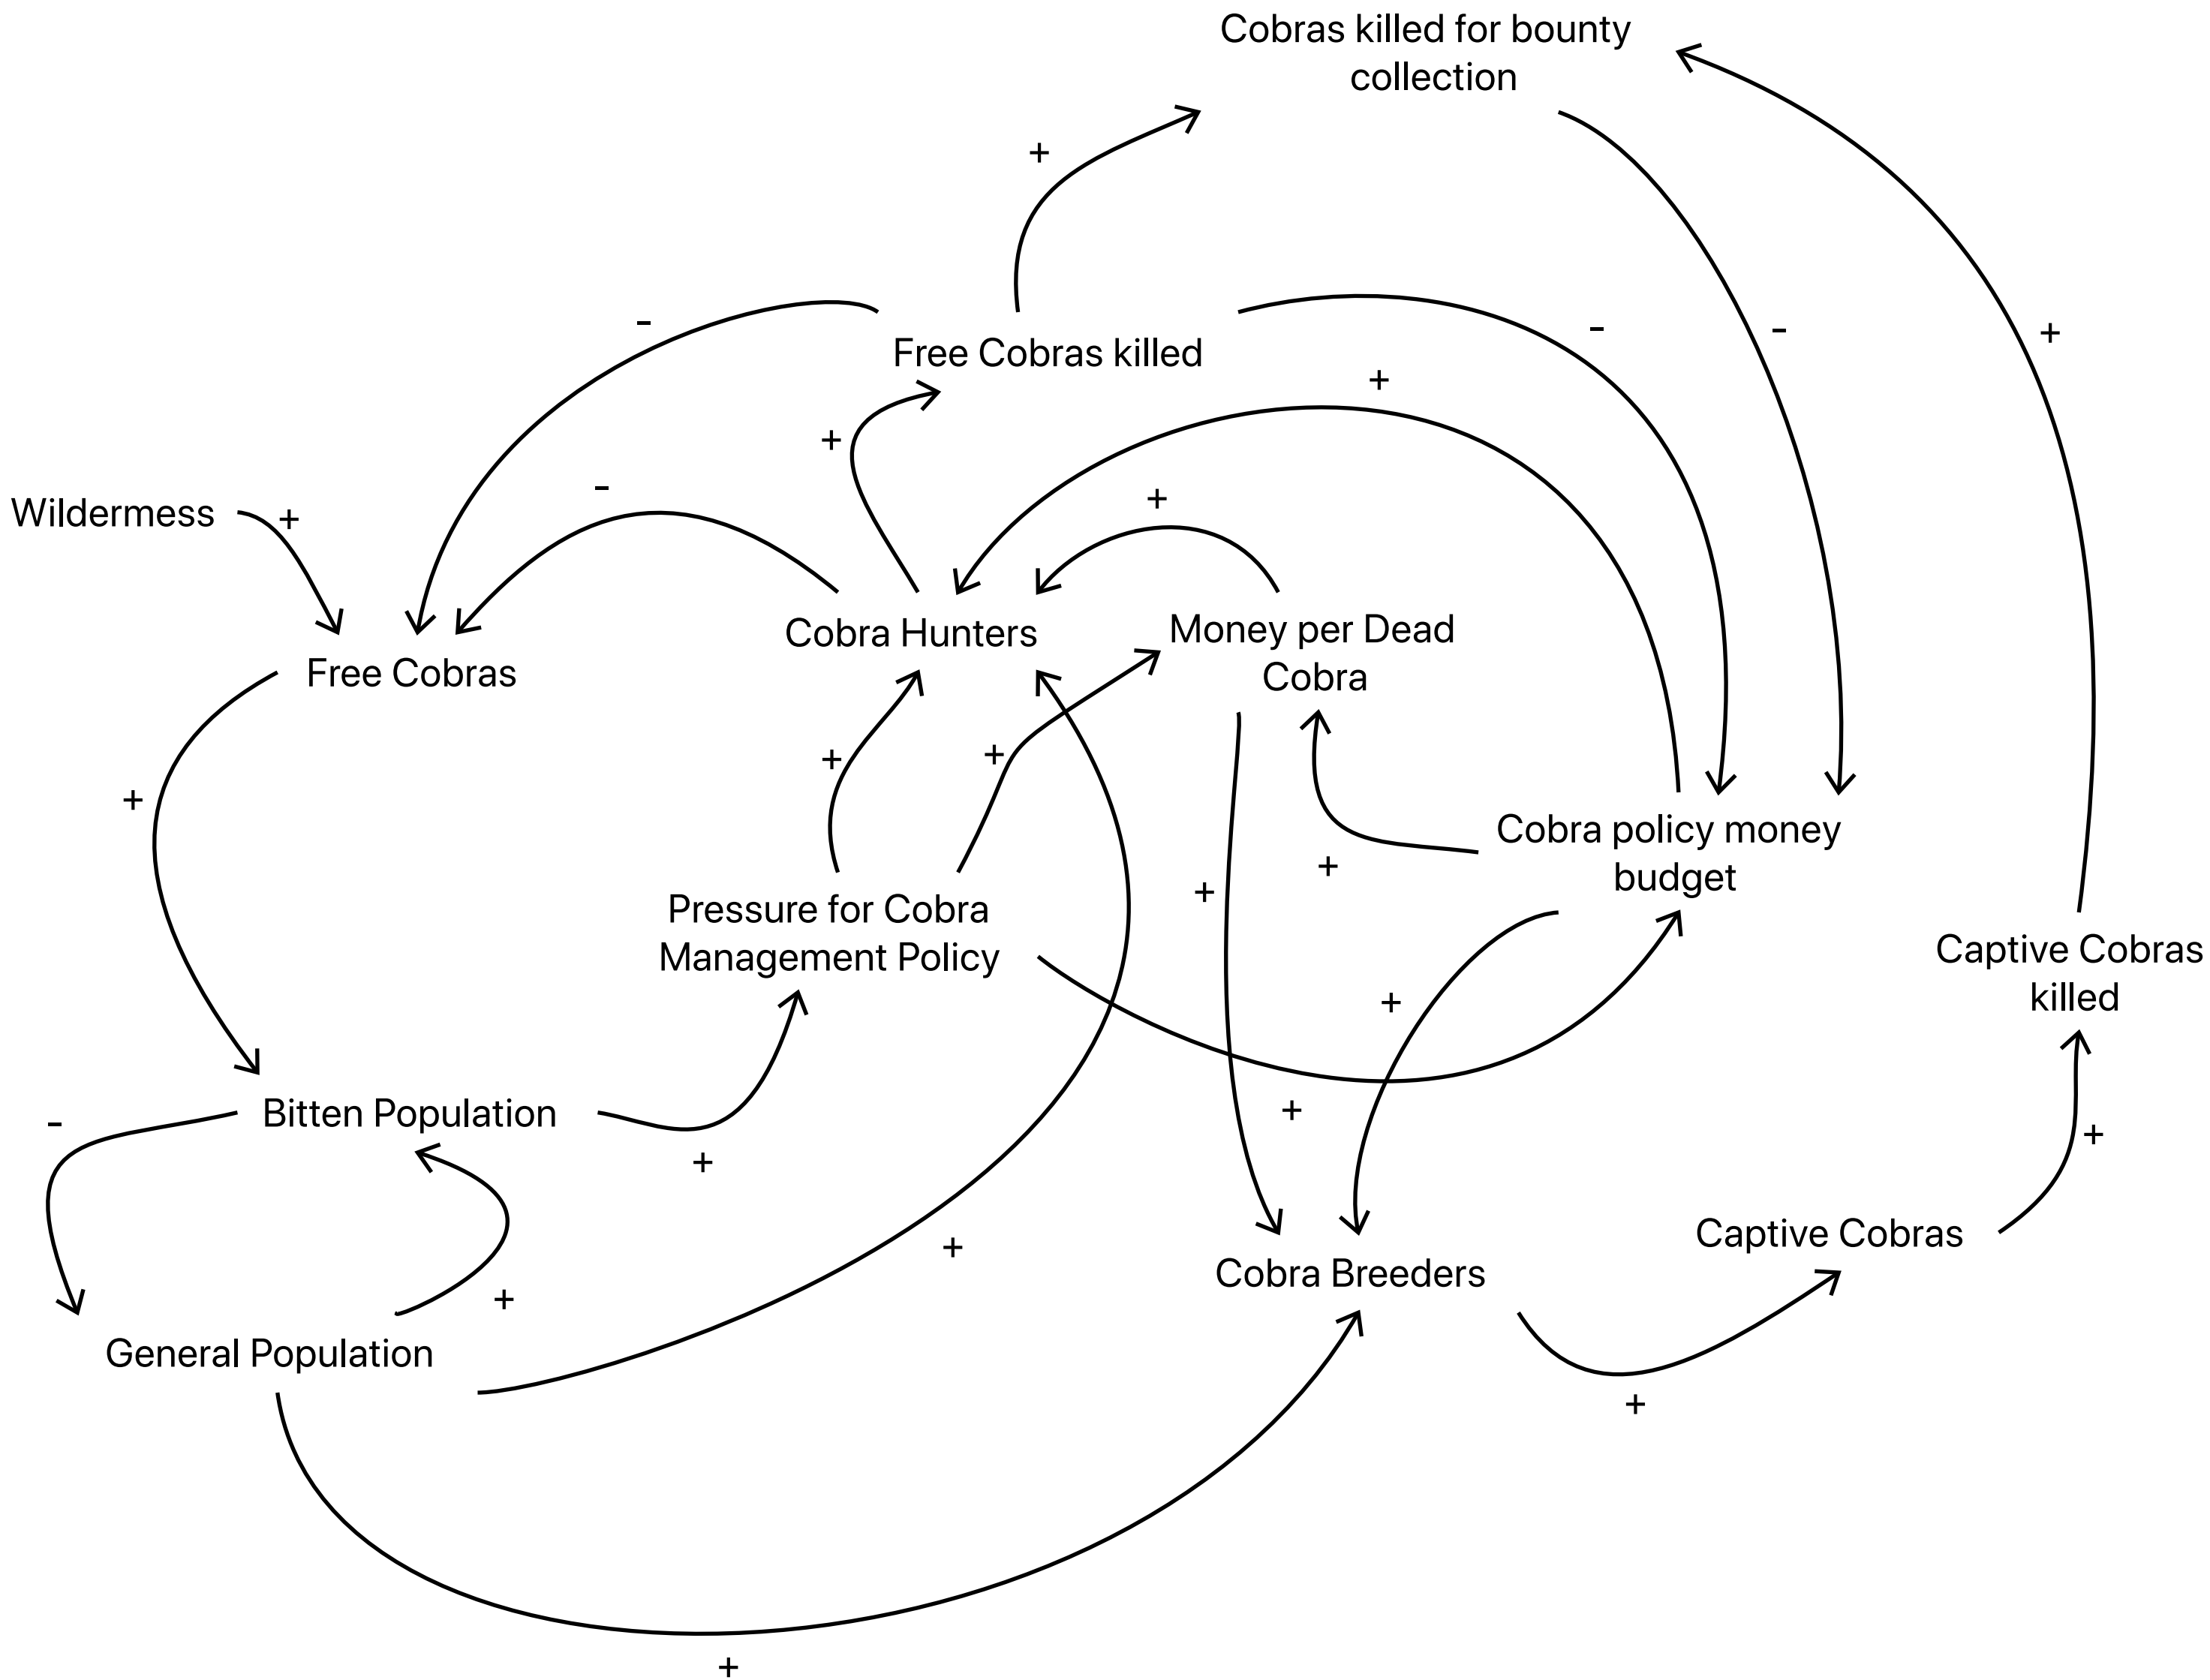 Cobras killed for bounty
collection
+
+
-
-
-
+
Free Cobras killed
+
+
-
+
Wildermess
+
Cobra Hunters
Money per Dead
Cobra
Free Cobras
+
+
+
Cobra policy money
budget
+
+
Pressure for Cobra
Management Policy
Captive Cobras
killed
+
+
Bitten Population
-
+
+
Captive Cobras
+
Cobra Breeders
+
General Population
+
+